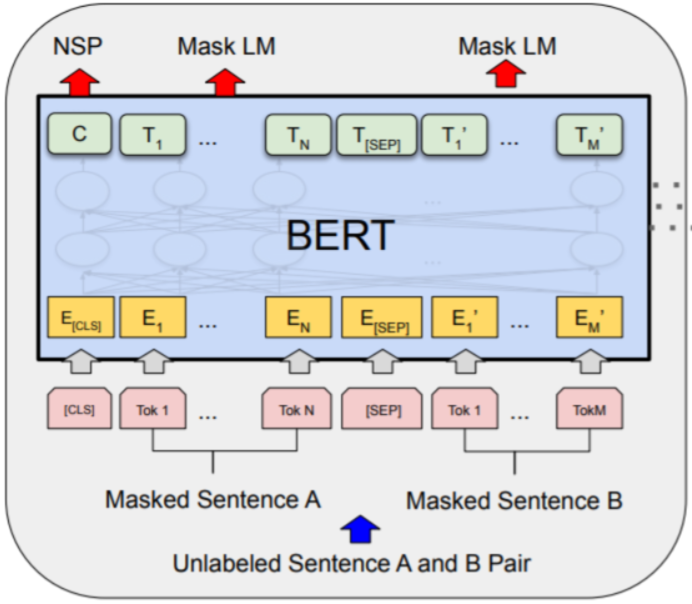 NSP Mask LM Mask LM
C T1 ... TN T[SEP] T1’ ... TM’
...
BERT
...
E[CLS] E1 ... EN E[SEP] E1’ ... EM’
[CLS] Tok 1 ... Tok N [SEP] Tok 1 ... TokM
Masked Sentence A Masked Sentence B
Unlabeled Sentence A and B Pair